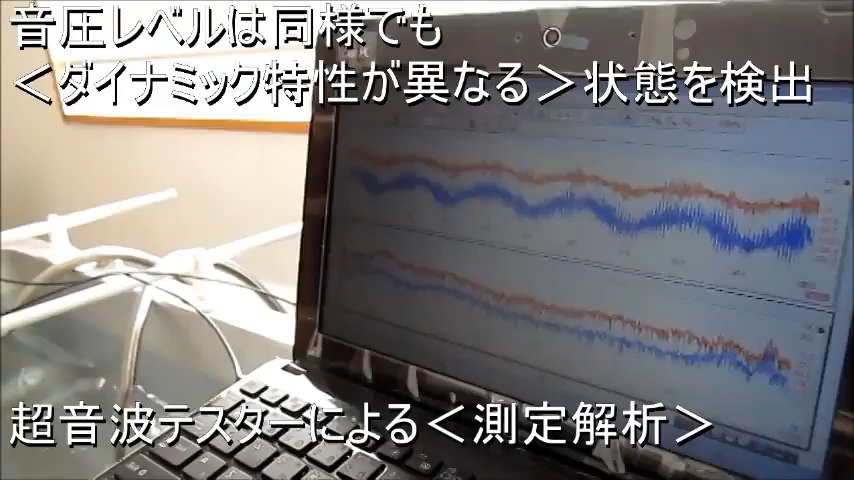 音圧レベルは同様でも
＜ダイナミック特性が異なる＞状態を検出
超音波テスターによる＜測定解析＞